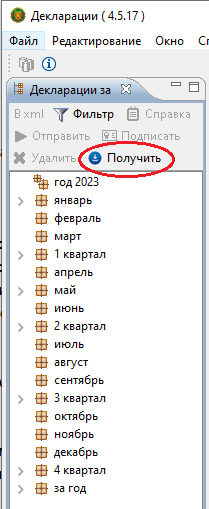 Декларации ( 4.5.17 )
Файл Редактирование Окно
Декларации за
В xml Фильтр Справка
Отправить Подписать
Удалить Получить
год 2023
январь
февраль
март
1 квартал
апрель
май
июнь
2 квартал
июль
август
сентябрь
3 квартал
октябрь
ноябрь
декабрь
4 квартал
за год